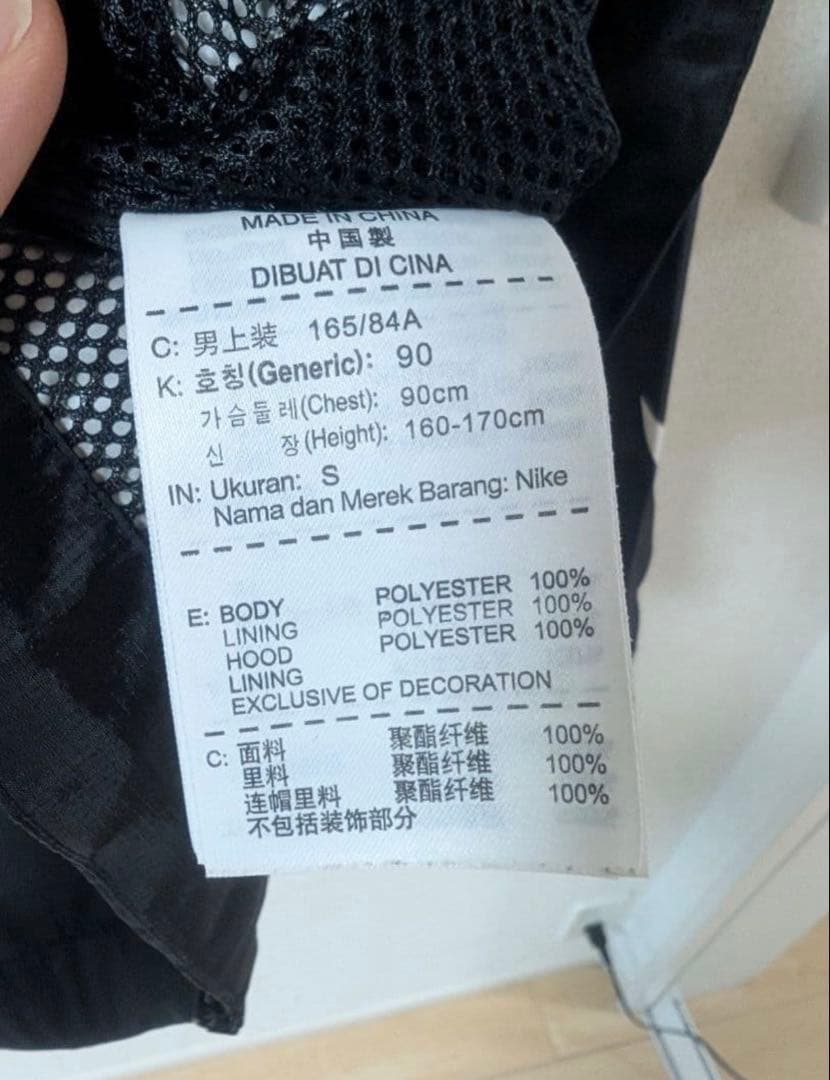 MADE IN CHINA
中国製
DIBUAT DI CINA
C: 男上装 165/84A
K: 호칭(Generic): 90
가슴둘레(Chest): 90cm
신 장(Height): 160-170cm
IN: Ukuran: S
Nama dan Merek Barang: Nike
E: BODY POLYESTER 100%
LINING POLYESTER 100%
HOOD POLYESTER 100%
LINING
EXCLUSIVE OF DECORATION
C: 面料 聚酯纤维 100%
里料 聚酯纤维 100%
连帽里料 聚酯纤维 100%
不包括装饰部分